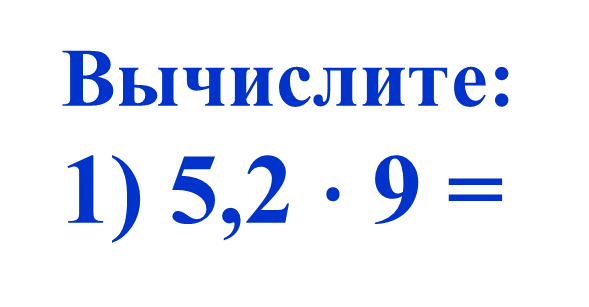 Вычислите:
1) 5,2 · 9 =